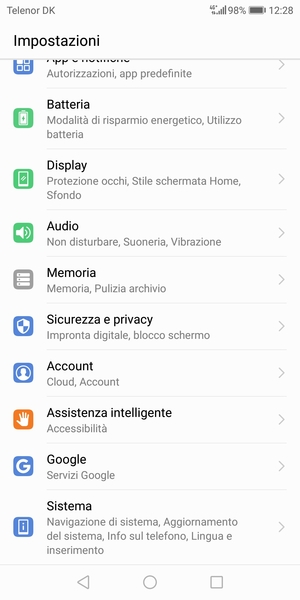 Telenor DK
4G 98% 12:28
Impostazioni
App e notifiche
Autorizzazioni, app predefinite
Batteria
Modalità di risparmio energetico, Utilizzo
batteria
Display
Protezione occhi, Stile schermata Home,
Sfondo
Audio
Non disturbare, Suoneria, Vibrazione
Memoria
Memoria, Pulizia archivio
Sicurezza e privacy
Impronta digitale, blocco schermo
Account
Cloud, Account
Assistenza intelligente
Accessibilità
Google
Servizi Google
Sistema
Navigazione di sistema, Aggiornamento
del sistema, Info sul telefono, Lingua e
inserimento